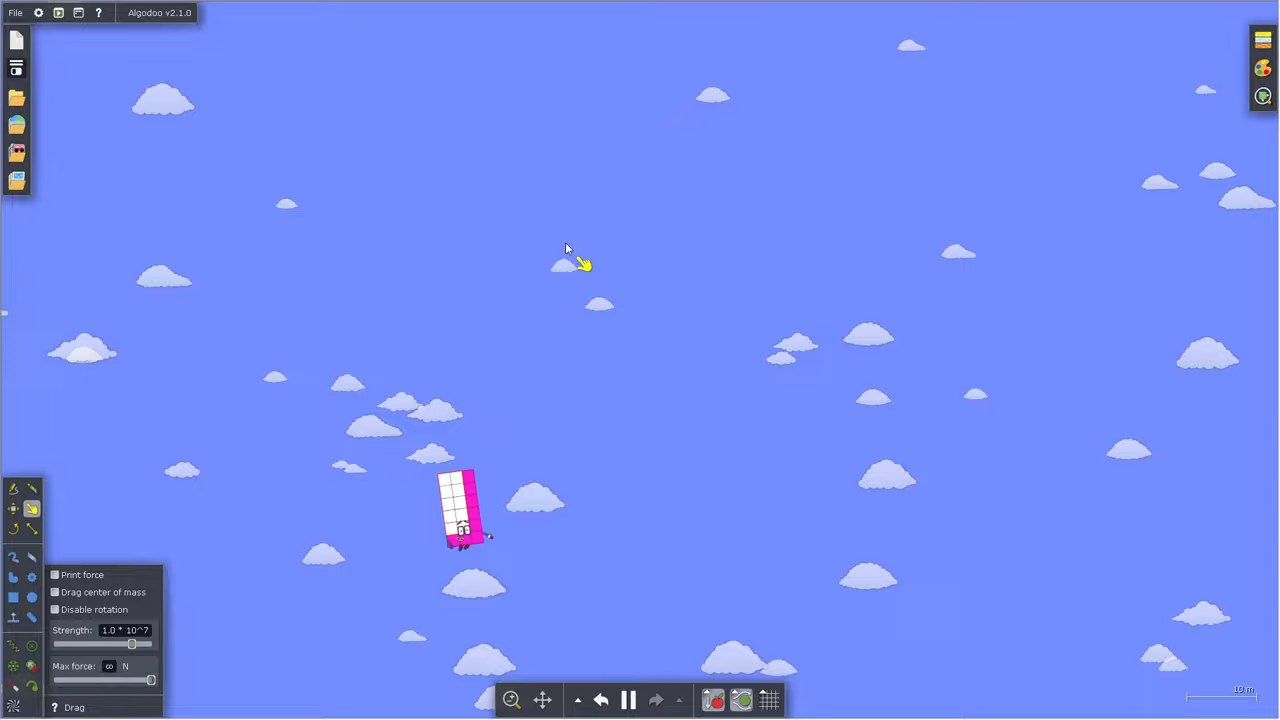 File ? Algodoo v2.1.0
Print force
Drag center of mass
Disable rotation
Strength: 1.0 * 10^7
Max force: ∞ N
? Drag
10 m